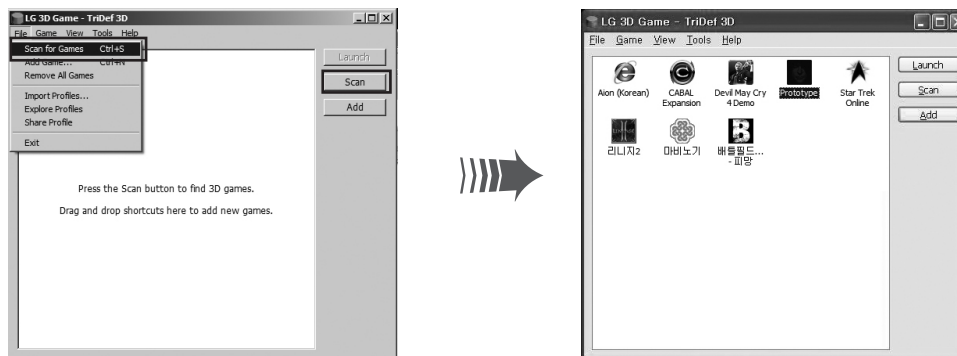 LG 3D Game - TriDef 3D
File Game View Tools Help
Scan for Games Ctrl+S
Add Game... Ctrl+N
Remove All Games
Import Profiles...
Explore Profiles
Share Profile
Exit
Launch
Scan
Add
Press the Scan button to find 3D games.
Drag and drop shortcuts here to add new games.
LG 3D Game - TriDef 3D
File Game View Tools Help
Aion (Korean) CABAL Expansion Devil May Cry 4 Demo Prototype Star Trek Online
리니지2 마비노기 배틀필드... - 피망
Launch
Scan
Add